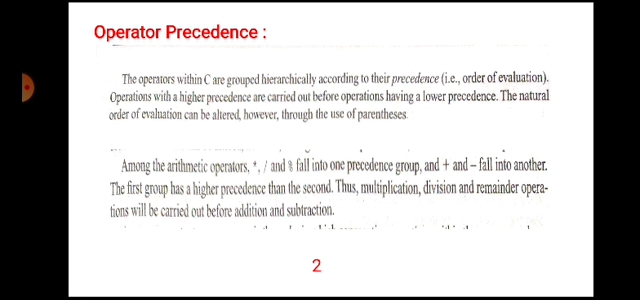 Operator Precedence :
The operators within C are grouped hierarchically according to their precedence (i.e., order of evaluation).
Operations with a higher precedence are carried out before operations having a lower precedence. The natural
order of evaluation can be altered, however, through the use of parentheses
Among the arithmetic operators, *, / and % fall into one precedence group, and + and – fall into another.
The first group has a higher precedence than the second. Thus, multiplication, division and remainder opera-
tions will be carried out before addition and subtraction.
2